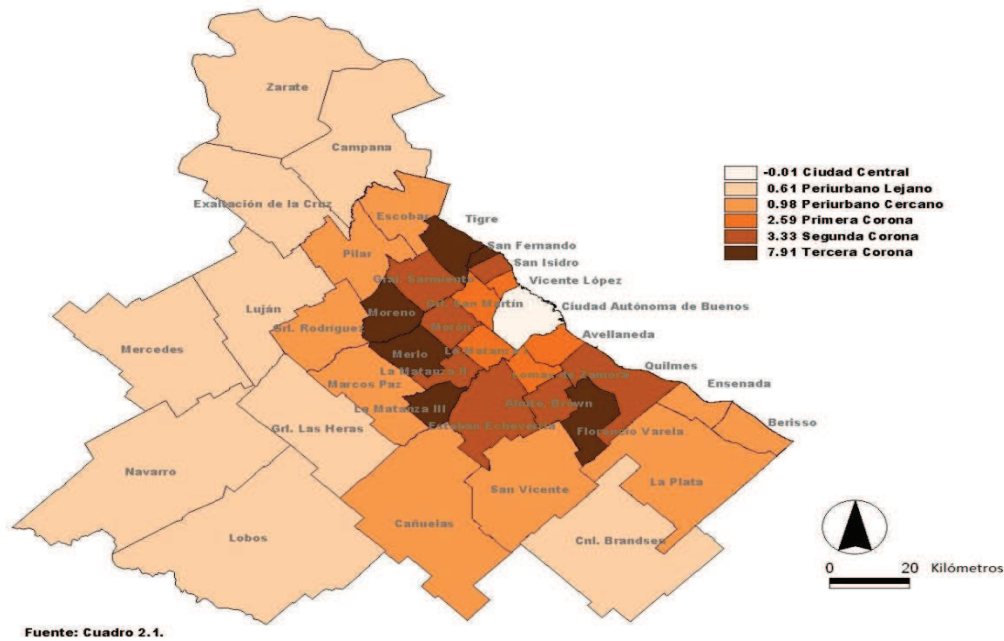 Zarate
Campana
Exaltación de la Cruz
Escobar
Tigre
San Fernando
San Isidro
Vicente López
Ciudad Autónoma de Buenos
Avellaneda
Quilmes
Ensenada
Berisso
Pilar
Gral. Sarmiento
San Martín
Luján
Moreno
Grl. Rodríguez
Morón
Mercedes
Merlo
La Matanza I
La Matanza II
Lomas de Zamora
Marcos Paz
Almte. Brown
La Matanza III
Esteban Echeverría
Florencio Varela
Grl. Las Heras
Navarro
San Vicente
La Plata
Cañuelas
Lobos
Cnl. Brandsen
-0.01 Ciudad Central
0.61 Periurbano Lejano
0.98 Periurbano Cercano
2.59 Primera Corona
3.33 Segunda Corona
7.91 Tercera Corona
0 20 Kilómetros
Fuente: Cuadro 2.1.